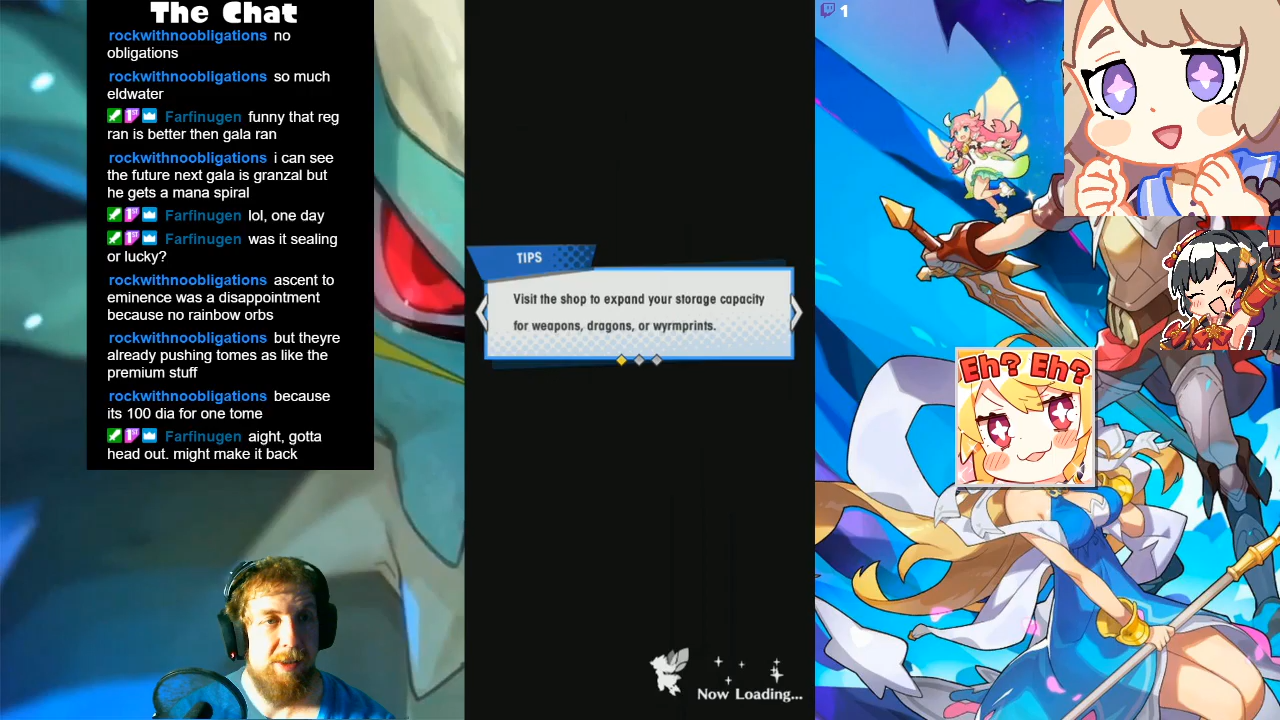 The Chat
rockwithnoobligations no
obligations
rockwithnoobligations so much
eldwater
Farfinugen funny that reg
ran is better then gala ran
rockwithnoobligations i can see
the future next gala is granzal but
he gets a mana spiral
Farfinugen lol, one day
Farfinugen was it sealing
or lucky?
rockwithnoobligations ascent to
eminence was a disappointment
because no rainbow orbs
rockwithnoobligations but theyre
already pushing tomes as like the
premium stuff
rockwithnoobligations because
its 100 dia for one tome
Farfinugen aight, gotta
head out. might make it back
TIPS
Visit the shop to expand your storage capacity
for weapons, dragons, or wyrmprints.
Now Loading...
1
Eh? Eh?